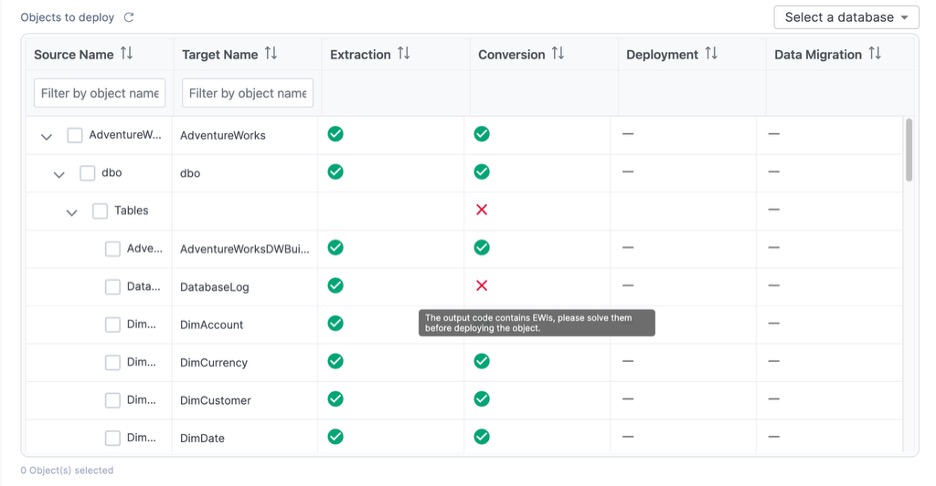 Objects to deploy
Select a database
Source Name Target Name Extraction Conversion Deployment Data Migration
Filter by object name Filter by object name
AdventureW... AdventureWorks
dbo dbo
Tables
Adve... AdventureWorksDWBui...
Data... DatabaseLog
The output code contains EWIs, please solve them
before deploying the object.
Dim... DimAccount
Dim... DimCurrency
Dim... DimCustomer
Dim... DimDate
0 Object(s) selected